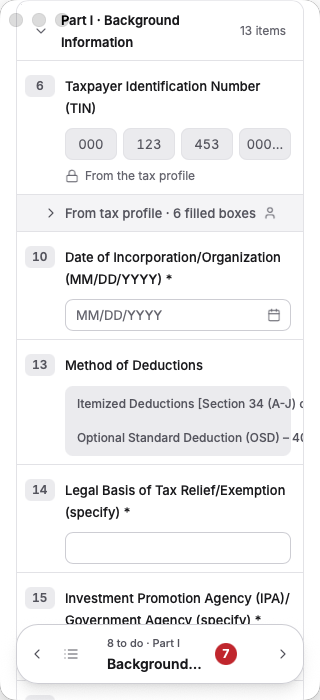 Part I · Background
Information
13 items
6
Taxpayer Identification Number
(TIN)
000
123
453
000...
From the tax profile
From tax profile · 6 filled boxes
10
Date of Incorporation/Organization
(MM/DD/YYYY) *
MM/DD/YYYY
13
Method of Deductions
Itemized Deductions [Section 34 (A-J)
Optional Standard Deduction (OSD) – 40
14
Legal Basis of Tax Relief/Exemption
(specify) *
15
Investment Promotion Agency (IPA)/
Government Agency (specify) *
8 to do · Part I
Background...
7